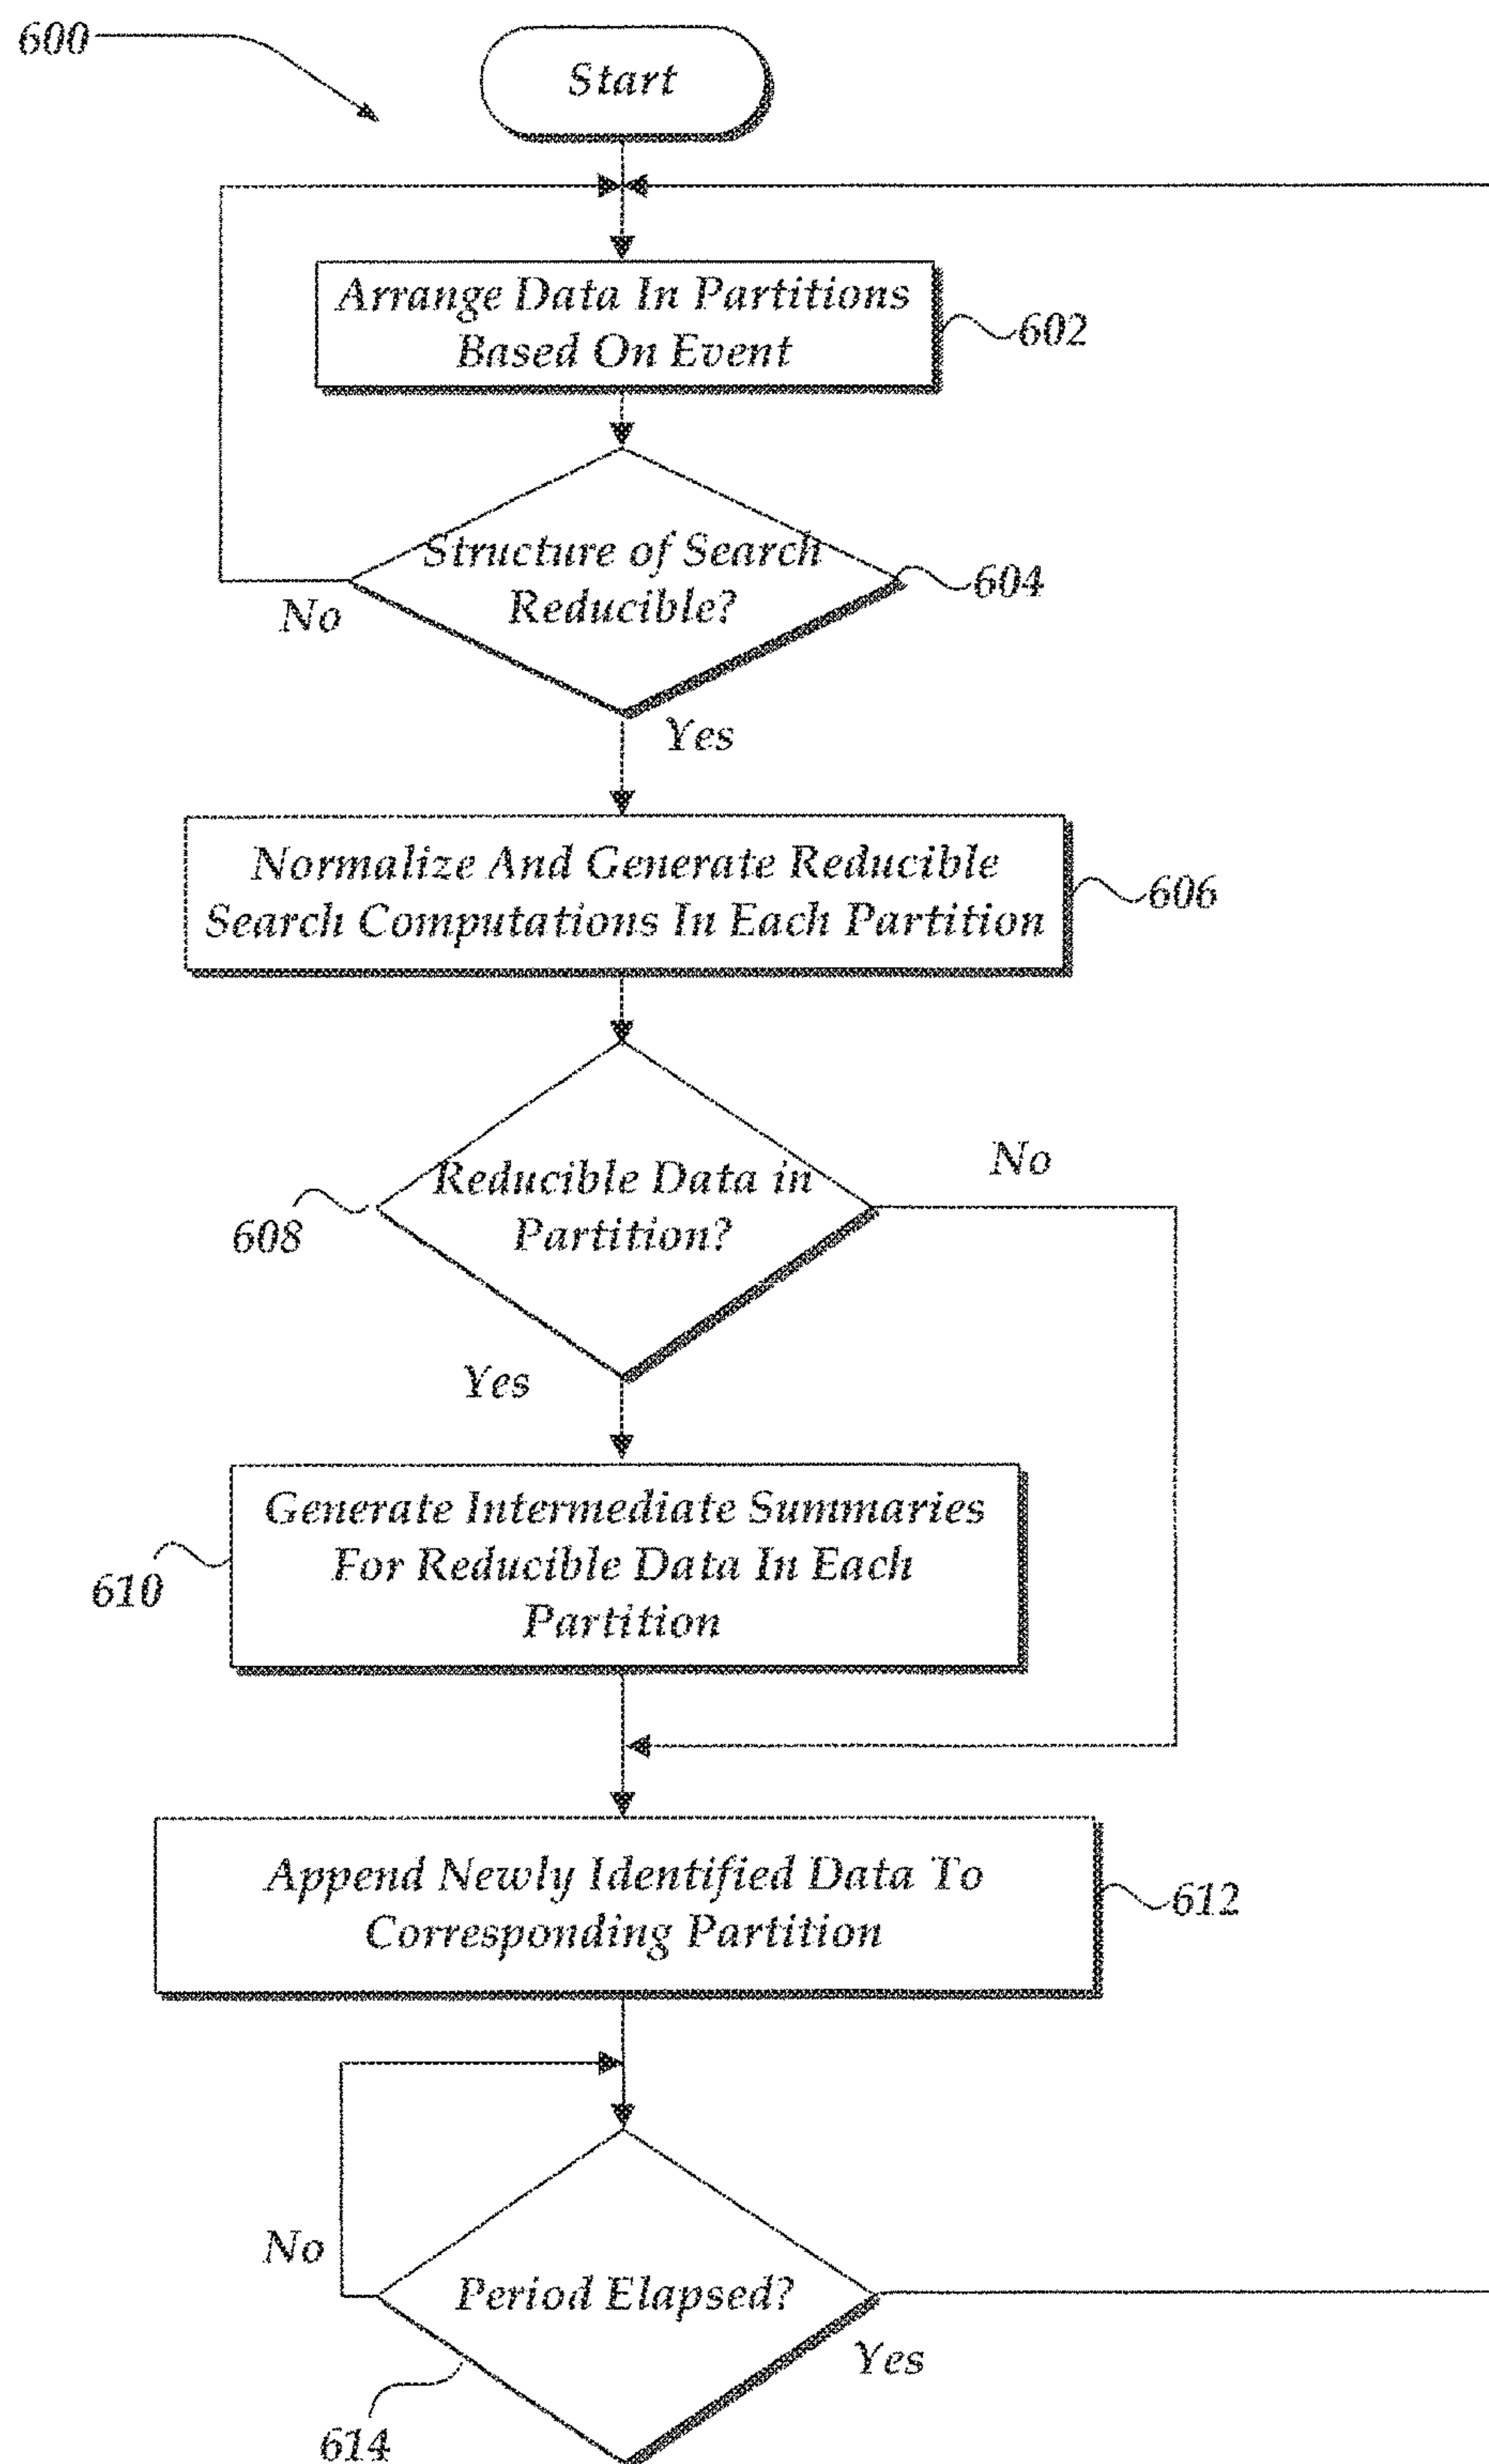 600
Start
Arrange Data In Partitions
Based On Event
602
Structure of Search
Reducible?
604
No
Yes
Normalize And Generate Reducible
Search Computations In Each Partition
606
Reducible Data in
Partition?
No
608
Yes
Generate Intermediate Summaries
For Reducible Data In Each
Partition
610
Append Newly Identified Data To
Corresponding Partition
612
No
Period Elapsed?
Yes
614